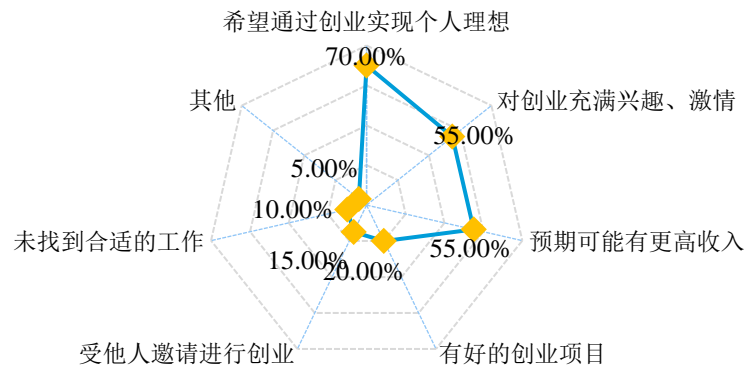 希望通过创业实现个人理想
70.00%
其他
对创业充满兴趣、激情
55.00%
5.00%
10.00%
未找到合适的工作
预期可能有更高收入
55.00%
15.00%
20.00%
受他人邀请进行创业
有好的创业项目